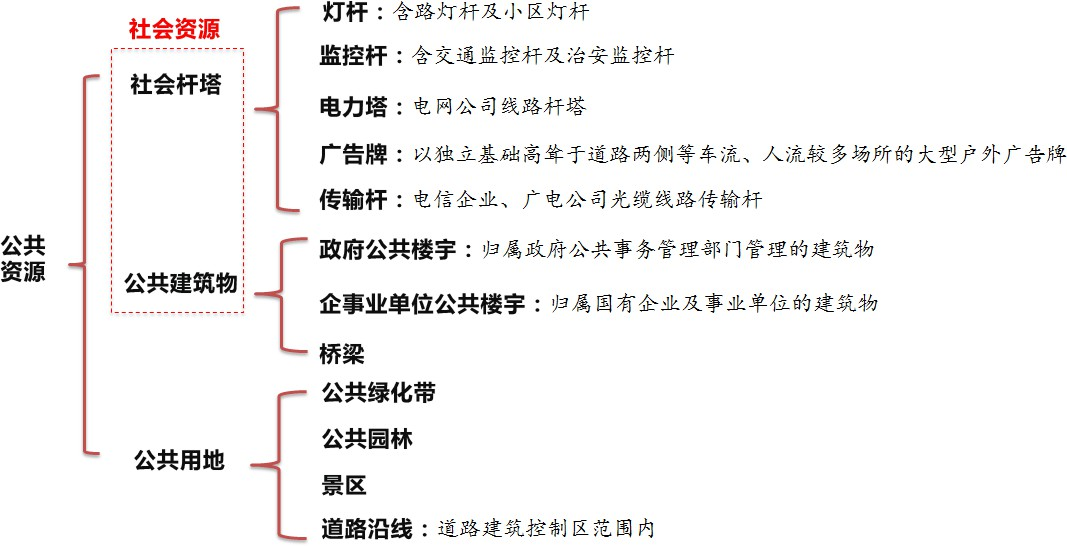 社会资源
社会杆塔
灯杆：含路灯杆及小区灯杆
监控杆：含交通监控杆及治安监控杆
电力塔：电网公司线路杆塔
广告牌：以独立基础高耸于道路两侧等车流、人流较多场所的大型户外广告牌
传输杆：电信企业、广电公司光缆线路传输杆
公共
资源
公共建筑物
政府公共楼宇：归属政府公共事务管理部门管理的建筑物
企事业单位公共楼宇：归属国有企业及事业单位的建筑物
桥梁
公共用地
公共绿化带
公共园林
景区
道路沿线：道路建筑控制区范围内